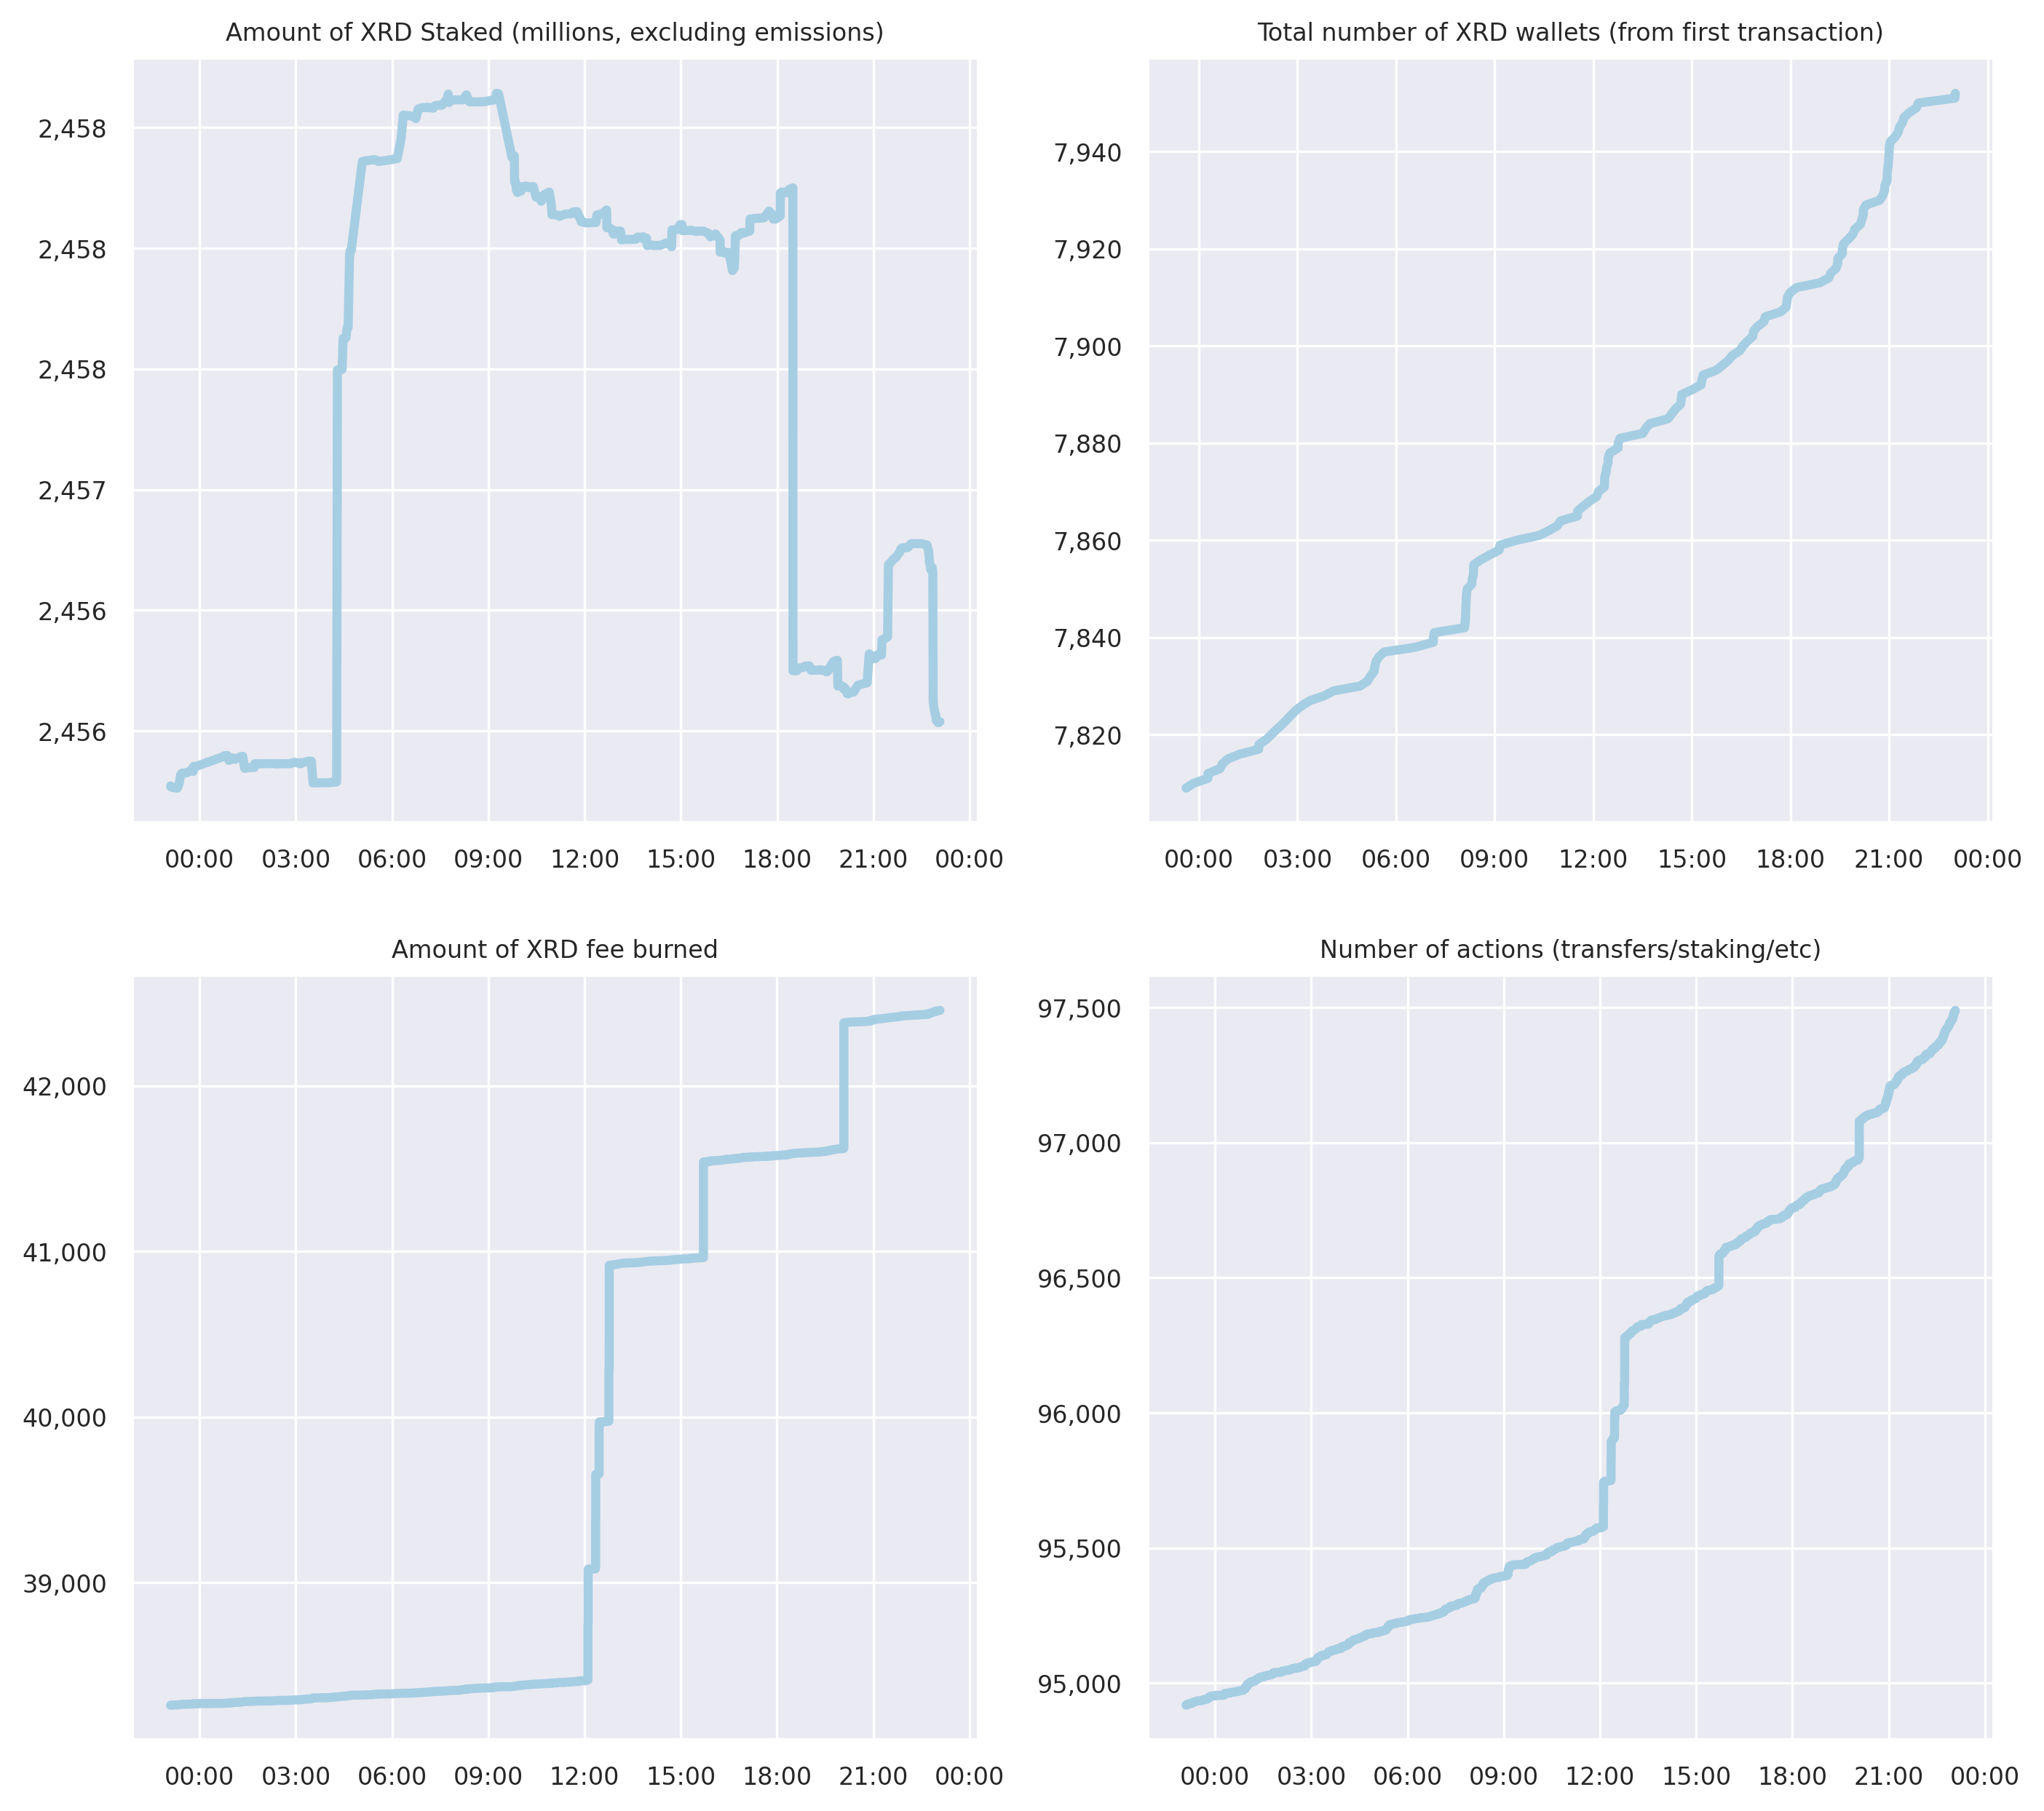 Amount of XRD Staked (millions, excluding emissions)
2,458
2,458
2,458
2,457
2,456
2,456
00:00 03:00 06:00 09:00 12:00 15:00 18:00 21:00 00:00
Total number of XRD wallets (from first transaction)
7,940
7,920
7,900
7,880
7,860
7,840
7,820
00:00 03:00 06:00 09:00 12:00 15:00 18:00 21:00 00:00
Amount of XRD fee burned
42,000
41,000
40,000
39,000
00:00 03:00 06:00 09:00 12:00 15:00 18:00 21:00 00:00
Number of actions (transfers/staking/etc)
97,500
97,000
96,500
96,000
95,500
95,000
00:00 03:00 06:00 09:00 12:00 15:00 18:00 21:00 00:00